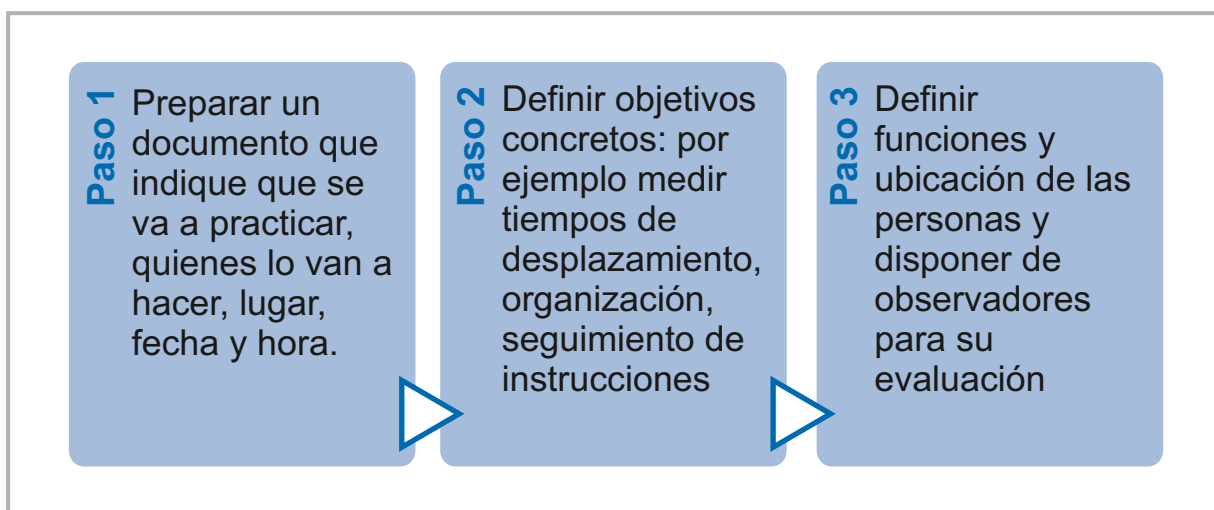 Paso 1
Preparar un
documento que
indique que se
va a practicar,
quienes lo van a
hacer, lugar,
fecha y hora.
Paso 2
Definir objetivos
concretos: por
ejemplo medir
tiempos de
desplazamiento,
organización,
seguimiento de
instrucciones
Paso 3
Definir
funciones y
ubicación de las
personas y
disponer de
observadores
para su
evaluación